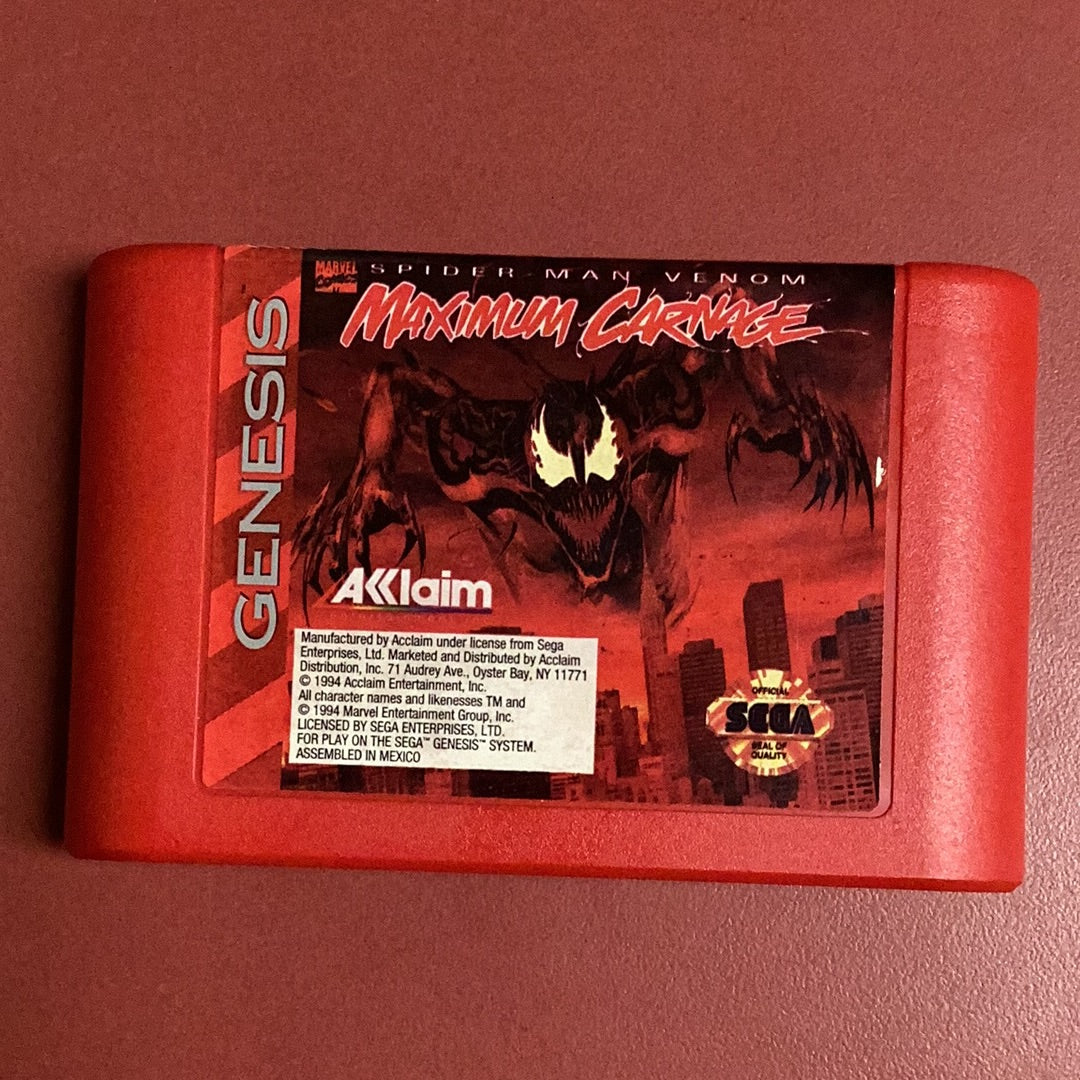 MARVEL
COMICS
SPIDER-MAN VENOM
MAXIMUM CARNAGE
GENESIS
AKKlaim
Manufactured by Acclaim under license from Sega
Enterprises, Ltd. Marketed and Distributed by Acclaim
Distribution, Inc. 71 Audrey Ave., Oyster Bay, NY 11771
© 1994 Acclaim Entertainment, Inc.
All character names and likenesses TM and
© 1994 Marvel Entertainment Group, Inc.
LICENSED BY SEGA ENTERPRISES, LTD.
FOR PLAY ON THE SEGA™ GENESIS™ SYSTEM.
ASSEMBLED IN MEXICO
OFFICIAL
SEGA
SEAL OF
QUALITY